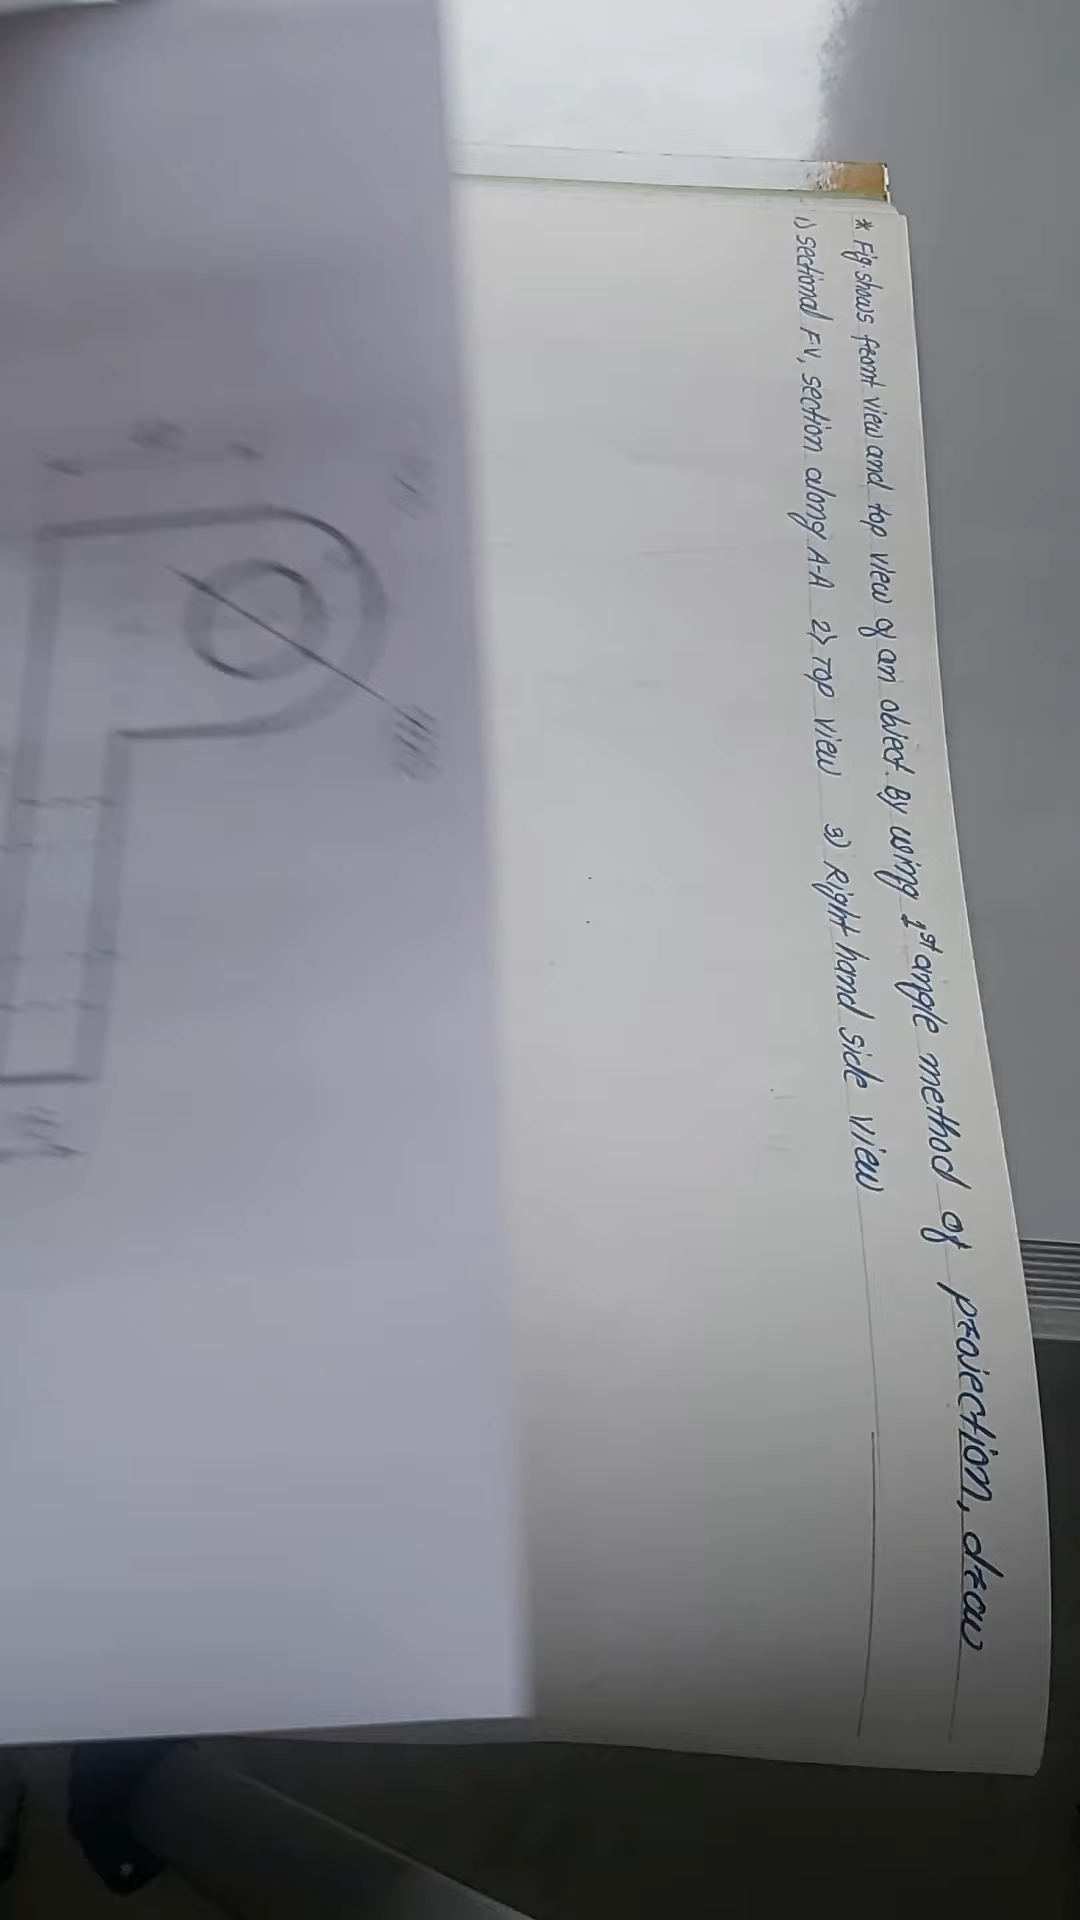 * Fig. shows front view and top view of an object. By using 1st angle method of projection, draw
1) sectional F.V, section along A-A 2) Top view 3) Right hand side view